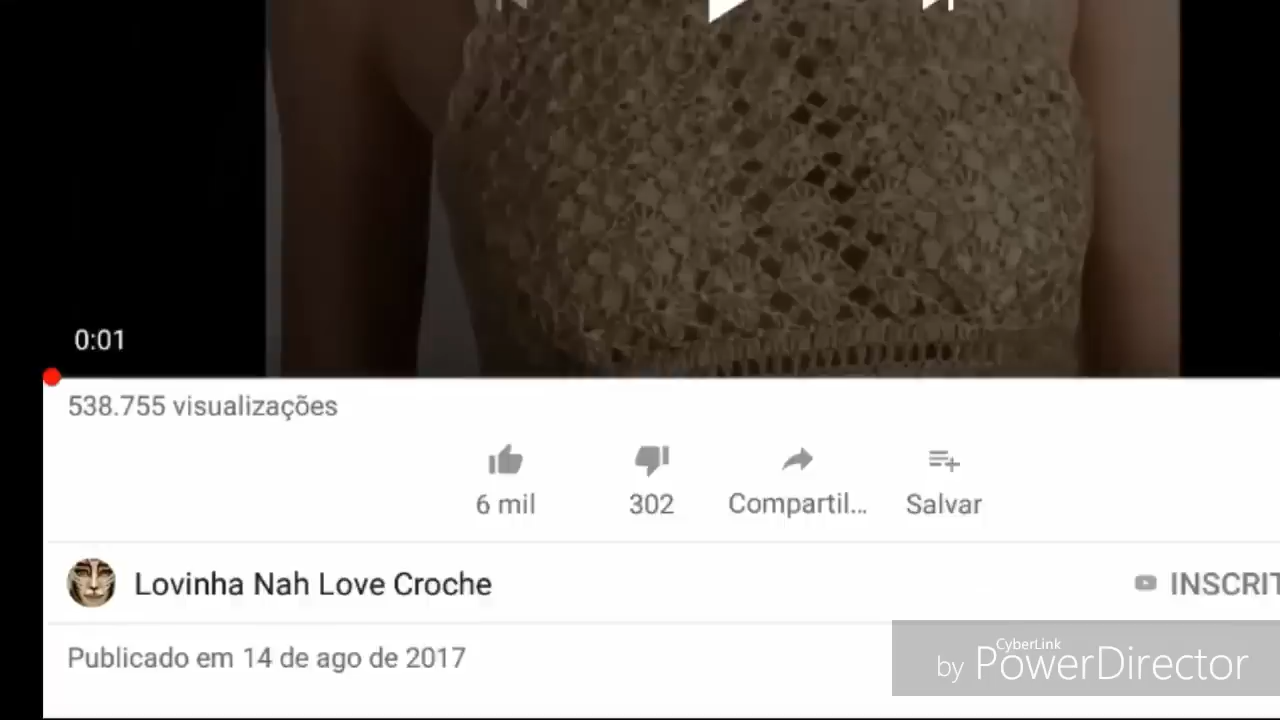 0:01
538.755 visualizações
6 mil
302
Compartil...
Salvar
Lovinha Nah Love Croche
INSCRIT
Publicado em 14 de ago de 2017
CyberLink
by PowerDirector